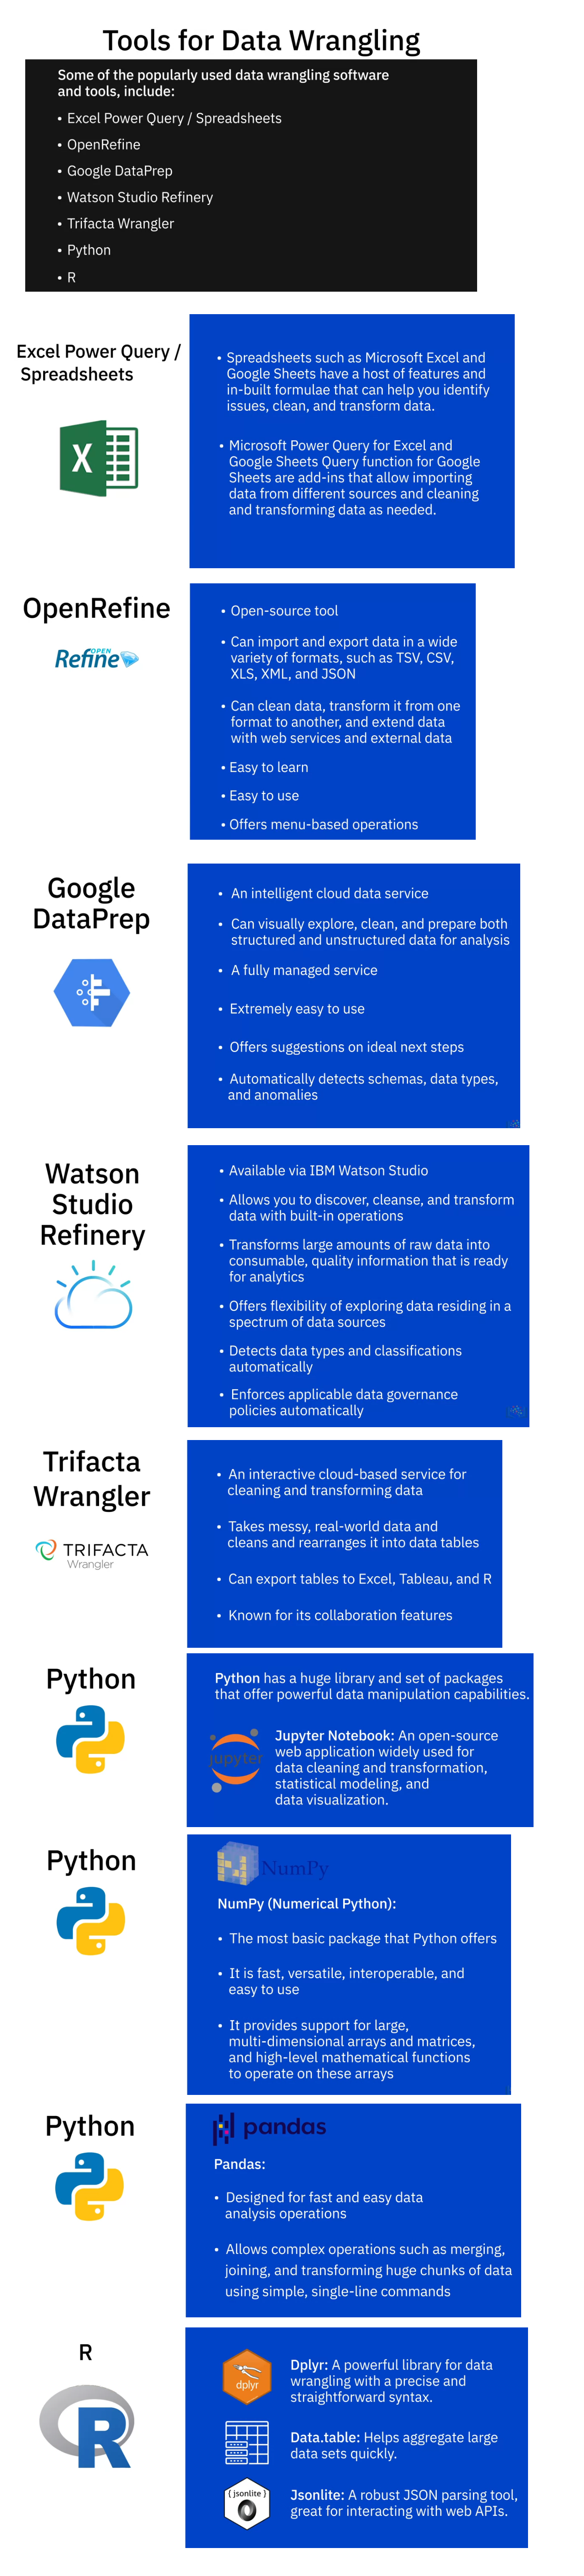 Tools for Data Wrangling
Some of the popularly used data wrangling software
and tools, include:
• Excel Power Query / Spreadsheets
• OpenRefine
• Google DataPrep
• Watson Studio Refinery
• Trifacta Wrangler
• Python
• R
Excel Power Query /
Spreadsheets
X
• Spreadsheets such as Microsoft Excel and
Google Sheets have a host of features and
in-built formulae that can help you identify
issues, clean, and transform data.
• Microsoft Power Query for Excel and
Google Sheets Query function for Google
Sheets are add-ins that allow importing
data from different sources and cleaning
and transforming data as needed.
OpenRefine
OPEN
Refine
• Open-source tool
• Can import and export data in a wide
variety of formats, such as TSV, CSV,
XLS, XML, and JSON
• Can clean data, transform it from one
format to another, and extend data
with web services and external data
• Easy to learn
• Easy to use
• Offers menu-based operations
Google
DataPrep
• An intelligent cloud data service
• Can visually explore, clean, and prepare both
structured and unstructured data for analysis
• A fully managed service
• Extremely easy to use
• Offers suggestions on ideal next steps
• Automatically detects schemas, data types,
and anomalies
Watson
Studio
Refinery
• Available via IBM Watson Studio
• Allows you to discover, cleanse, and transform
data with built-in operations
• Transforms large amounts of raw data into
consumable, quality information that is ready
for analytics
• Offers flexibility of exploring data residing in a
spectrum of data sources
• Detects data types and classifications
automatically
• Enforces applicable data governance
policies automatically
Trifacta
Wrangler
TRIFACTA
Wrangler
• An interactive cloud-based service for
cleaning and transforming data
• Takes messy, real-world data and
cleans and rearranges it into data tables
• Can export tables to Excel, Tableau, and R
• Known for its collaboration features
Python
Python has a huge library and set of packages
that offer powerful data manipulation capabilities.
jupyter
Jupyter Notebook: An open-source
web application widely used for
data cleaning and transformation,
statistical modeling, and
data visualization.
Python
NumPy
NumPy (Numerical Python):
• The most basic package that Python offers
• It is fast, versatile, interoperable, and
easy to use
• It provides support for large,
multi-dimensional arrays and matrices,
and high-level mathematical functions
to operate on these arrays
Python
pandas
Pandas:
• Designed for fast and easy data
analysis operations
• Allows complex operations such as merging,
joining, and transforming huge chunks of data
using simple, single-line commands
R
R
dplyr
Dplyr: A powerful library for data
wrangling with a precise and
straightforward syntax.
Data.table: Helps aggregate large
data sets quickly.
{ jsonlite }
Jsonlite: A robust JSON parsing tool,
great for interacting with web APIs.